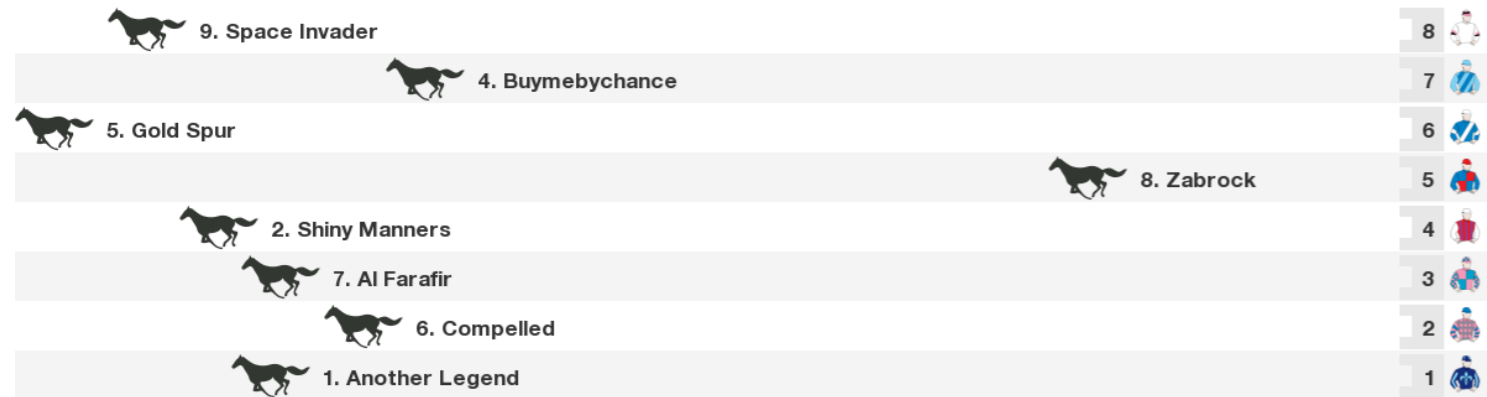 9. Space Invader 8
4. Buymebychance 7
5. Gold Spur 6
8. Zabrock 5
2. Shiny Manners 4
7. Al Farafir 3
6. Compelled 2
1. Another Legend 1